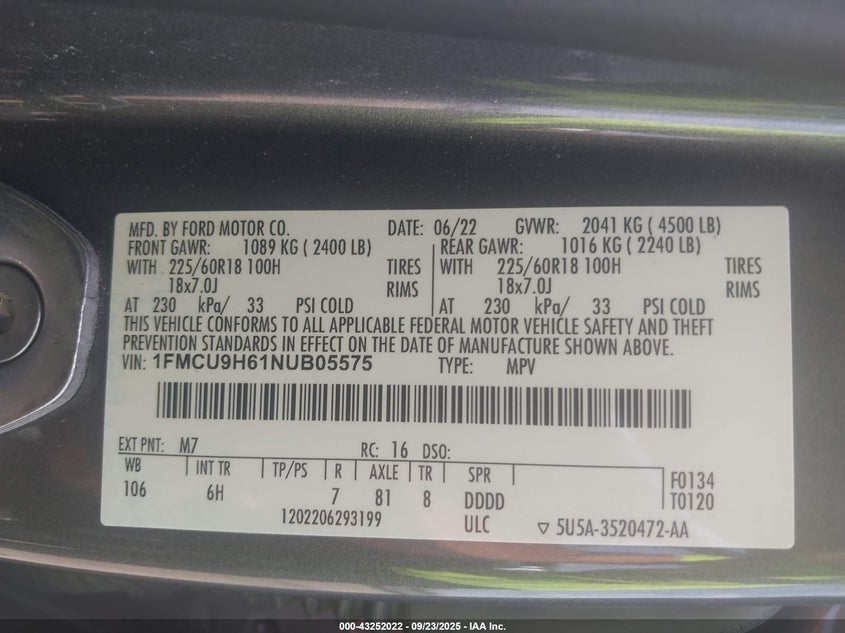 MFD. BY FORD MOTOR CO. DATE: 06/22 GVWR: 2041 KG ( 4500 LB)
FRONT GAWR: 1089 KG ( 2400 LB) REAR GAWR: 1016 KG ( 2240 LB)
WITH 225/60R18 100H TIRES WITH 225/60R18 100H TIRES
18x7.0J RIMS 18x7.0J RIMS
AT 230 kPa/ 33 PSI COLD AT 230 kPa/ 33 PSI COLD
THIS VEHICLE CONFORMS TO ALL APPLICABLE FEDERAL MOTOR VEHICLE SAFETY AND THEFT
PREVENTION STANDARDS IN EFFECT ON THE DATE OF MANUFACTURE SHOWN ABOVE.
VIN: 1FMCU9H61NUB05575 TYPE: MPV
EXT PNT: M7 RC: 16 DSO:
WB INT TR TP/PS R AXLE TR SPR F0134
106 6H 7 81 8 DDDD T0120
1202206293199 ULC ▽ 5U5A-3520472-AA
000-43252022 - 09/23/2025 - IAA Inc.